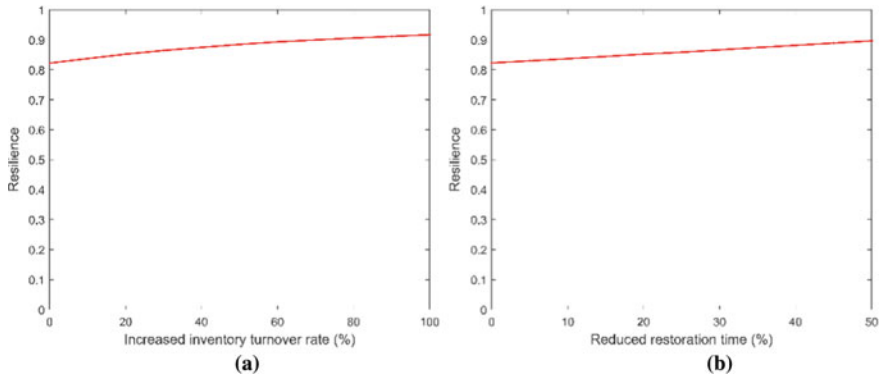 1
0.9
0.8
0.7
0.6
0.5
0.4
0.3
0.2
0.1
0
Resilience
0 20 40 60 80 100
Increased inventory turnover rate (%)
(a)
1
0.9
0.8
0.7
0.6
0.5
0.4
0.3
0.2
0.1
0
Resilience
0 10 20 30 40 50
Reduced restoration time (%)
(b)